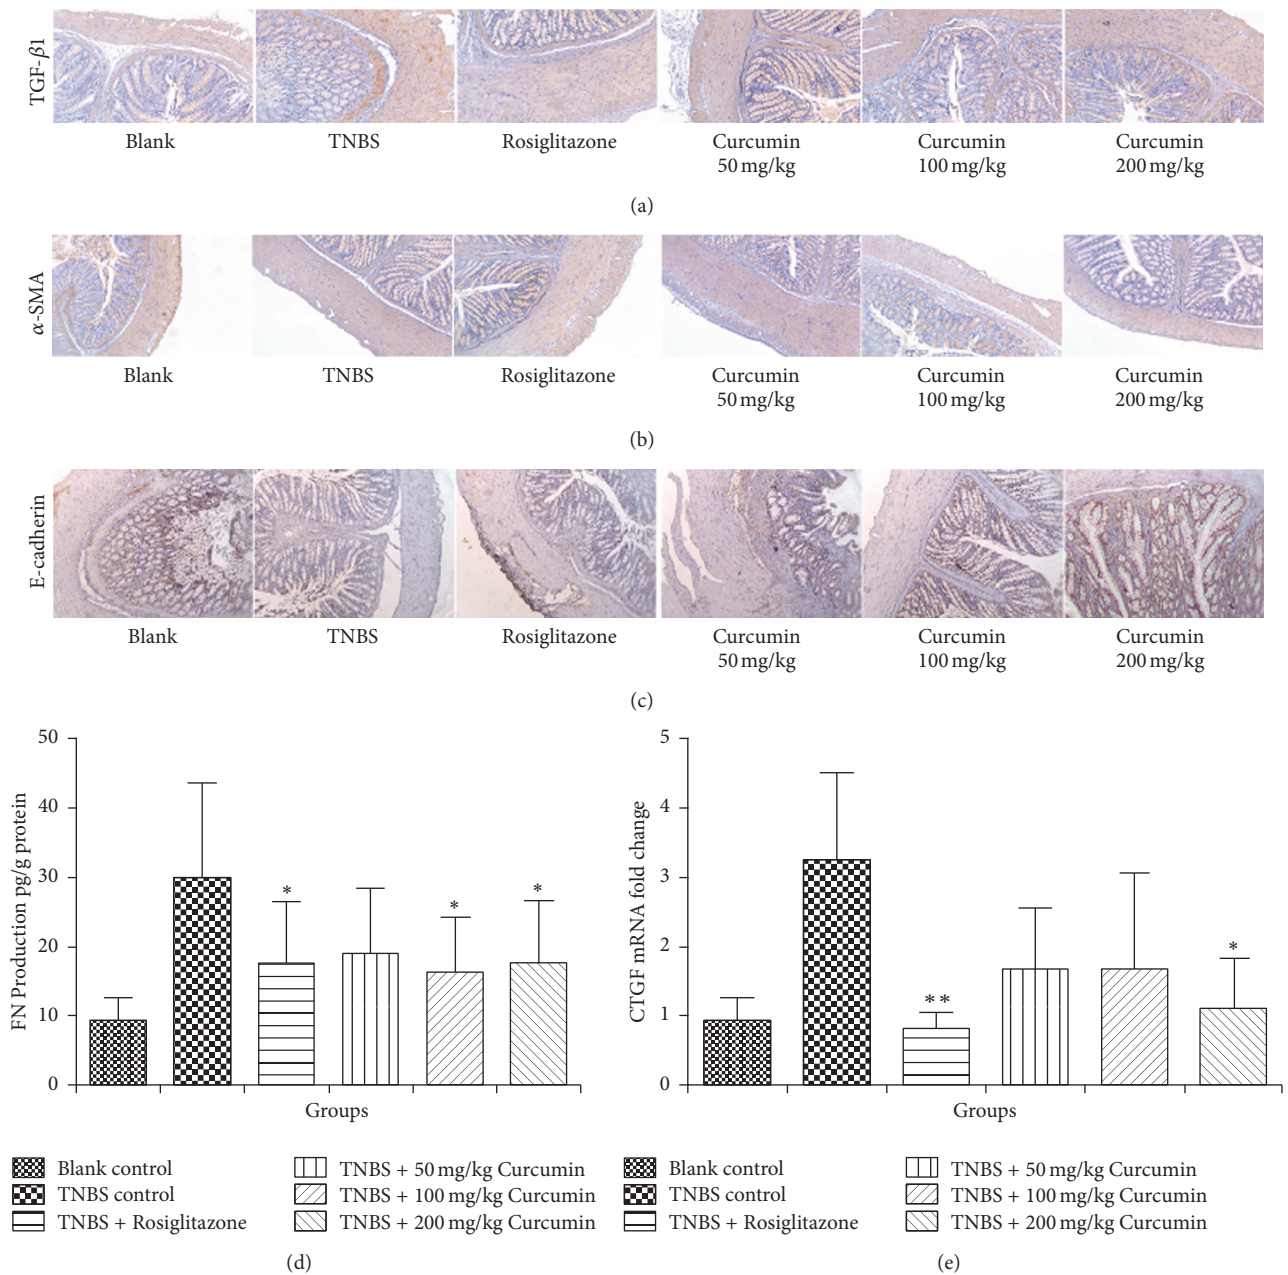 TGF-β1
Blank TNBS Rosiglitazone Curcumin Curcumin Curcumin
50 mg/kg 100 mg/kg 200 mg/kg
(a)
α-SMA
Blank TNBS Rosiglitazone Curcumin Curcumin Curcumin
50 mg/kg 100 mg/kg 200 mg/kg
(b)
E-cadherin
Blank TNBS Rosiglitazone Curcumin Curcumin Curcumin
50 mg/kg 100 mg/kg 200 mg/kg
(c)
FN Production pg/g protein
50
40
30
20
10
0
*
*
*
Groups
Blank control
TNBS control
TNBS + Rosiglitazone
TNBS + 50 mg/kg Curcumin
TNBS + 100 mg/kg Curcumin
TNBS + 200 mg/kg Curcumin
(d)
CTGF mRNA fold change
5
4
3
2
1
0
**
*
Groups
Blank control
TNBS control
TNBS + Rosiglitazone
TNBS + 50 mg/kg Curcumin
TNBS + 100 mg/kg Curcumin
TNBS + 200 mg/kg Curcumin
(e)